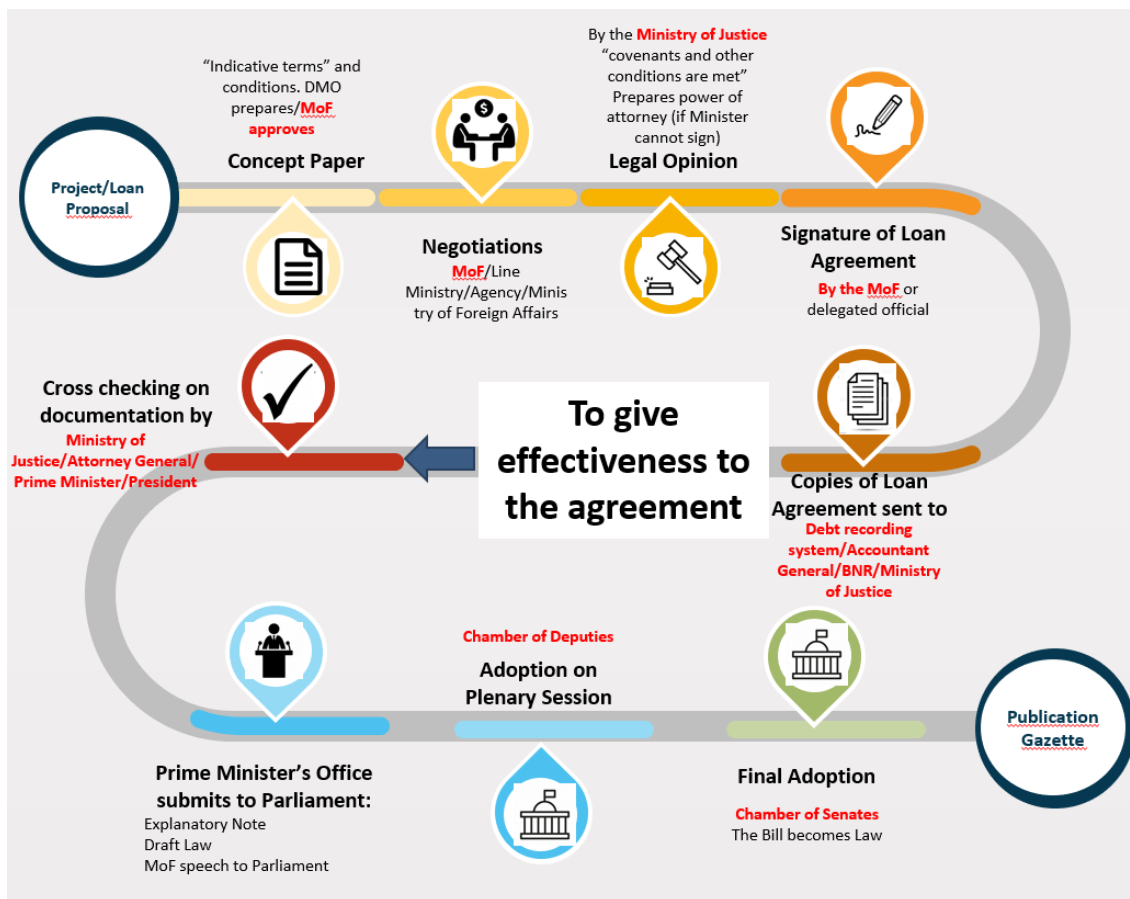 Project/Loan
Proposal
“Indicative terms” and
conditions. DMO
prepares/MoF
approves
Concept Paper
Negotiations
MoF/Line
Ministry/Agency/Minis
try of Foreign Affairs
By the Ministry of Justice
“covenants and other
conditions are met”
Prepares power of
attorney (if Minister
cannot sign)
Legal Opinion
Signature of Loan
Agreement
By the MoF or
delegated official
Copies of Loan
Agreement sent to
Debt recording
system/Accountant
General/BNR/Ministry
of Justice
To give
effectiveness to
the agreement
Cross checking on
documentation by
Ministry of
Justice/Attorney General/
Prime Minister/President
Prime Minister’s Office
submits to Parliament:
Explanatory Note
Draft Law
MoF speech to Parliament
Chamber of Deputies
Adoption on
Plenary Session
Final Adoption
Chamber of Senates
The Bill becomes Law
Publication
Gazette
$